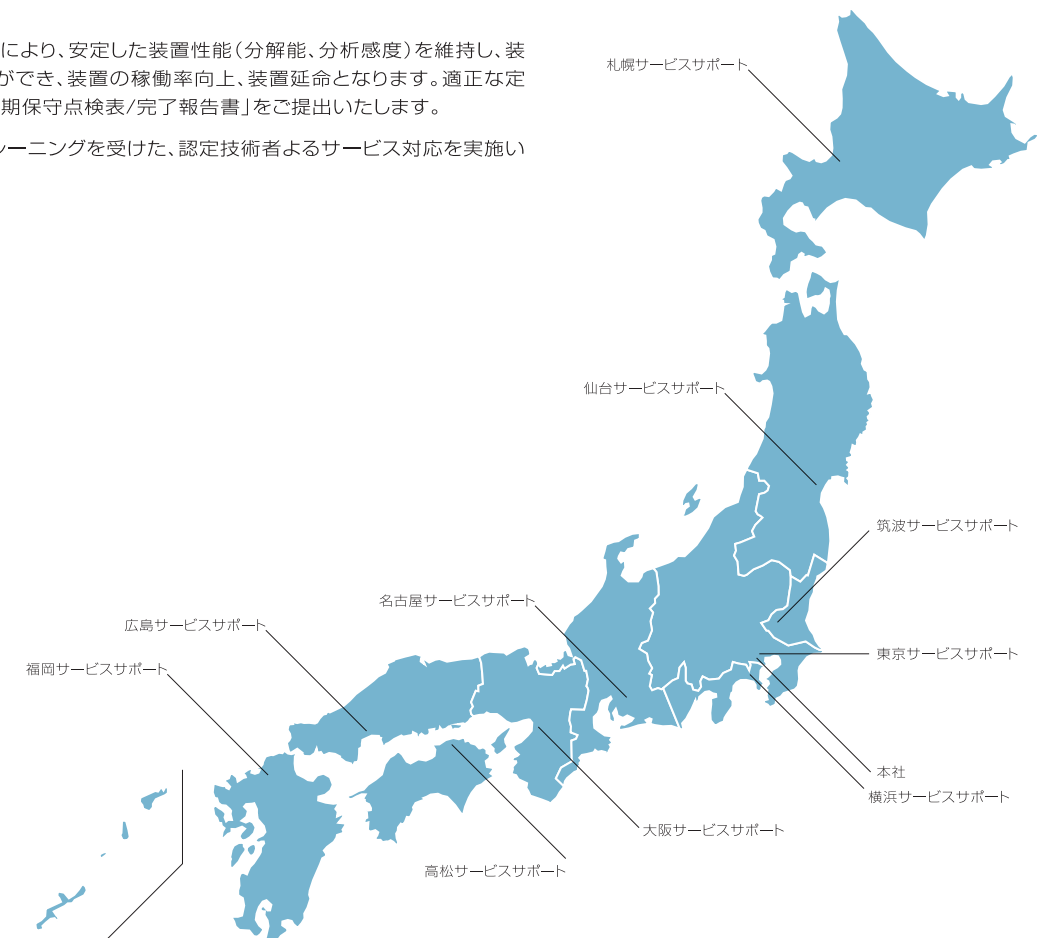 により、安定した装置性能（分解能、分析感度）を維持し、装
ができ、装置の稼働率向上、装置延命となります。適正な定
期保守点検表/完了報告書」をご提出いたします。
レーニングを受けた、認定技術者よるサービス対応を実施い
札幌サービスサポート
仙台サービスサポート
筑波サービスサポート
名古屋サービスサポート
広島サービスサポート
東京サービスサポート
福岡サービスサポート
本社
横浜サービスサポート
大阪サービスサポート
高松サービスサポート